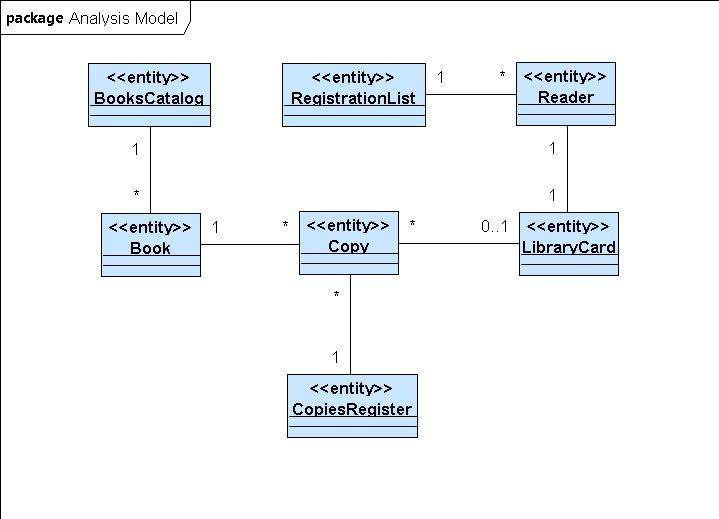 package Analysis Model
<<entity>>
BooksCatalog
<<entity>>
RegistrationList
1
*
<<entity>>
Reader
1
*
1
1
<<entity>>
Book
1
*
<<entity>>
Copy
*
0..1
<<entity>>
LibraryCard
*
1
<<entity>>
CopiesRegister